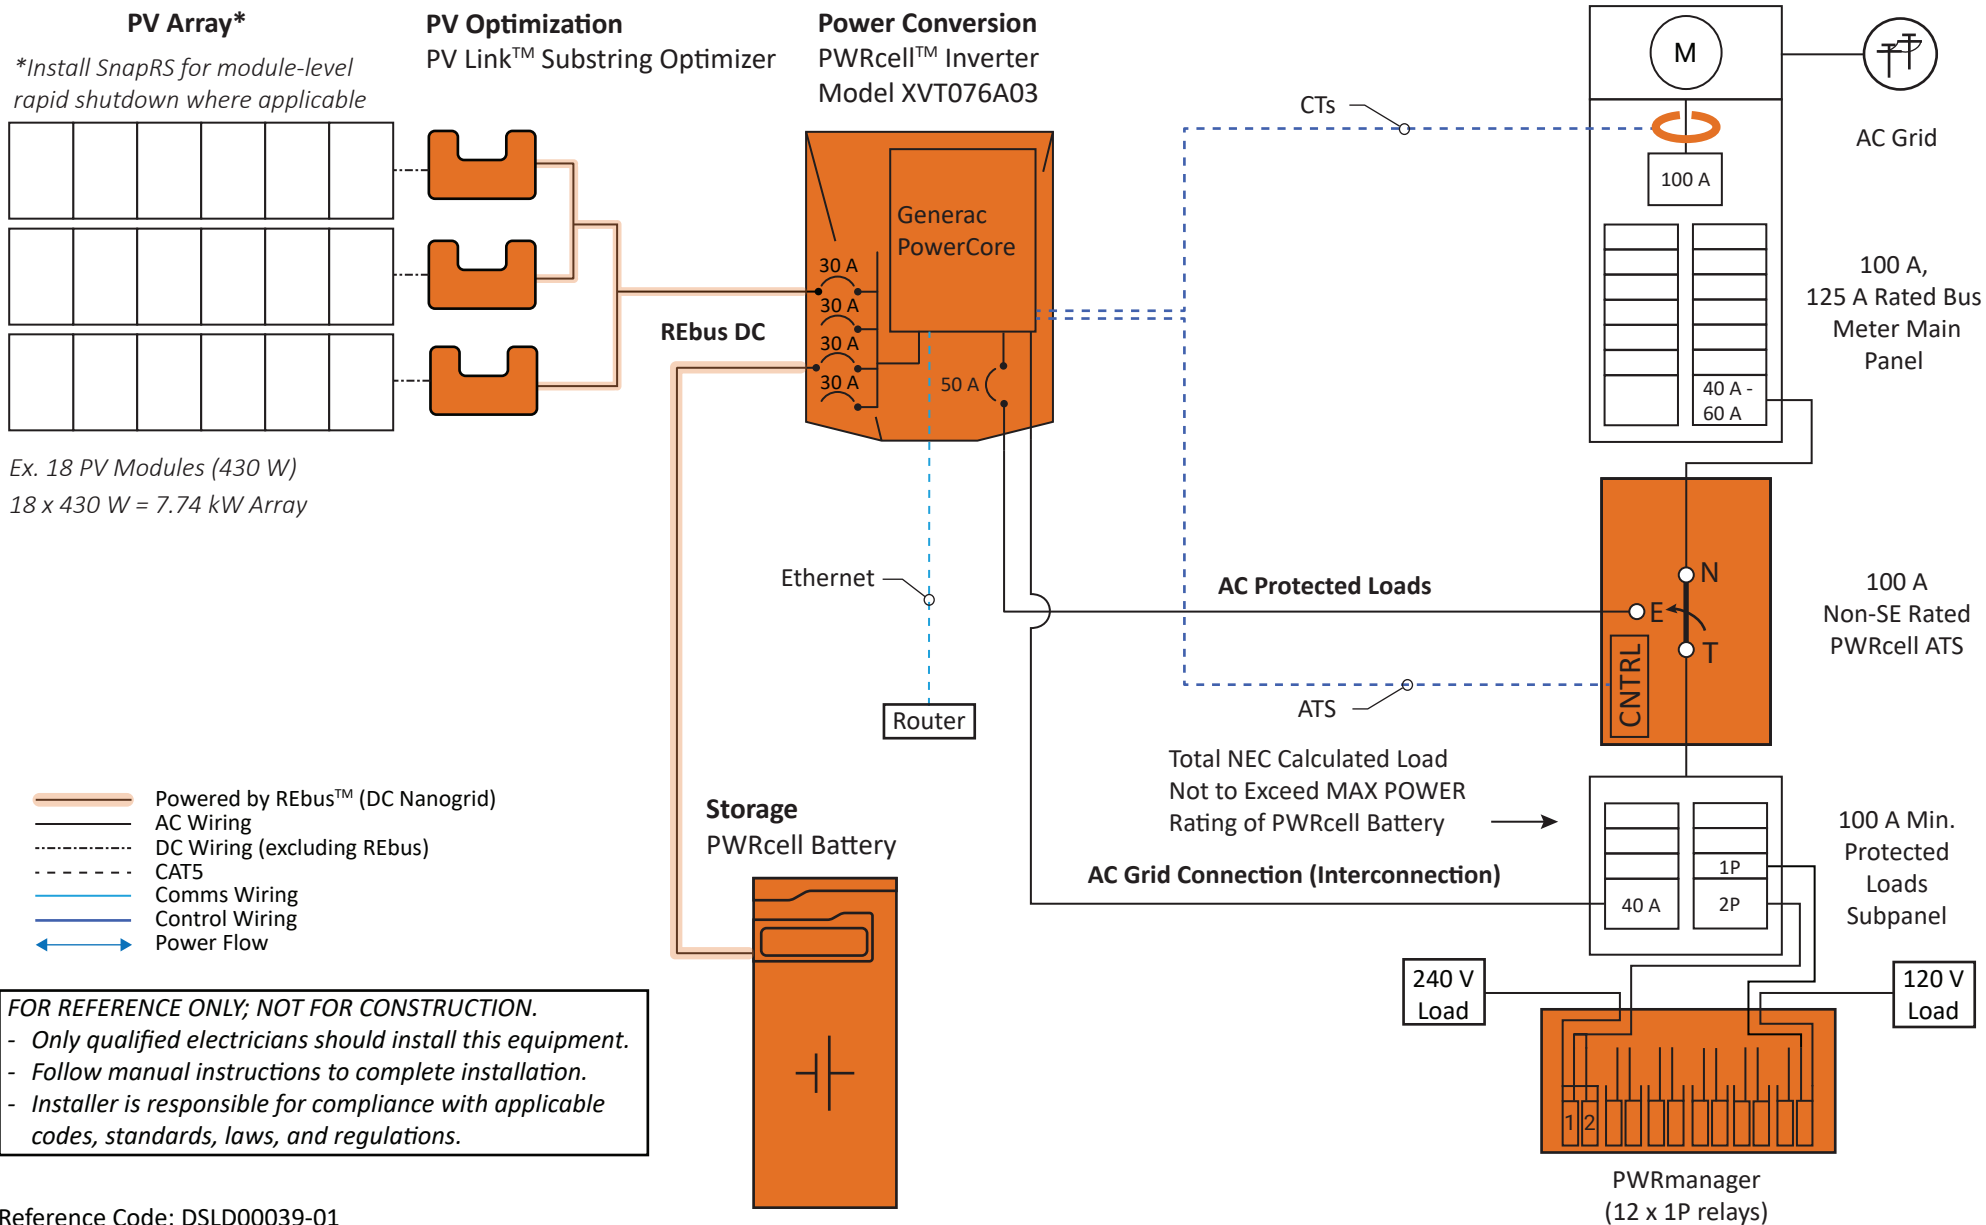 PV Array*
*Install SnapRS for module-level
rapid shutdown where applicable
PV Optimization
PV Link™ Substring Optimizer
Power Conversion
PWRcell™ Inverter
Model XVT076A03
M
AC Grid
CTs
100 A
100 A,
125 A Rated Bus
Meter Main
Panel
40 A -
60 A
Generac
PowerCore
30 A
30 A
30 A
30 A
50 A
REbus DC
Ex. 18 PV Modules (430 W)
18 x 430 W = 7.74 kW Array
Ethernet
Router
AC Protected Loads
N
E
T
CNTRL
100 A
Non-SE Rated
PWRcell ATS
ATS
Total NEC Calculated Load
Not to Exceed MAX POWER
Rating of PWRcell Battery
AC Grid Connection (Interconnection)
1P
2P
40 A
100 A Min.
Protected
Loads
Subpanel
Powered by REbus™ (DC Nanogrid)
AC Wiring
DC Wiring (excluding REbus)
CAT5
Comms Wiring
Control Wiring
Power Flow
Storage
PWRcell Battery
FOR REFERENCE ONLY; NOT FOR CONSTRUCTION.
- Only qualified electricians should install this equipment.
- Follow manual instructions to complete installation.
- Installer is responsible for compliance with applicable
codes, standards, laws, and regulations.
240 V
Load
120 V
Load
1 2
PWRmanager
(12 x 1P relays)
Reference Code: DSLD00039-01